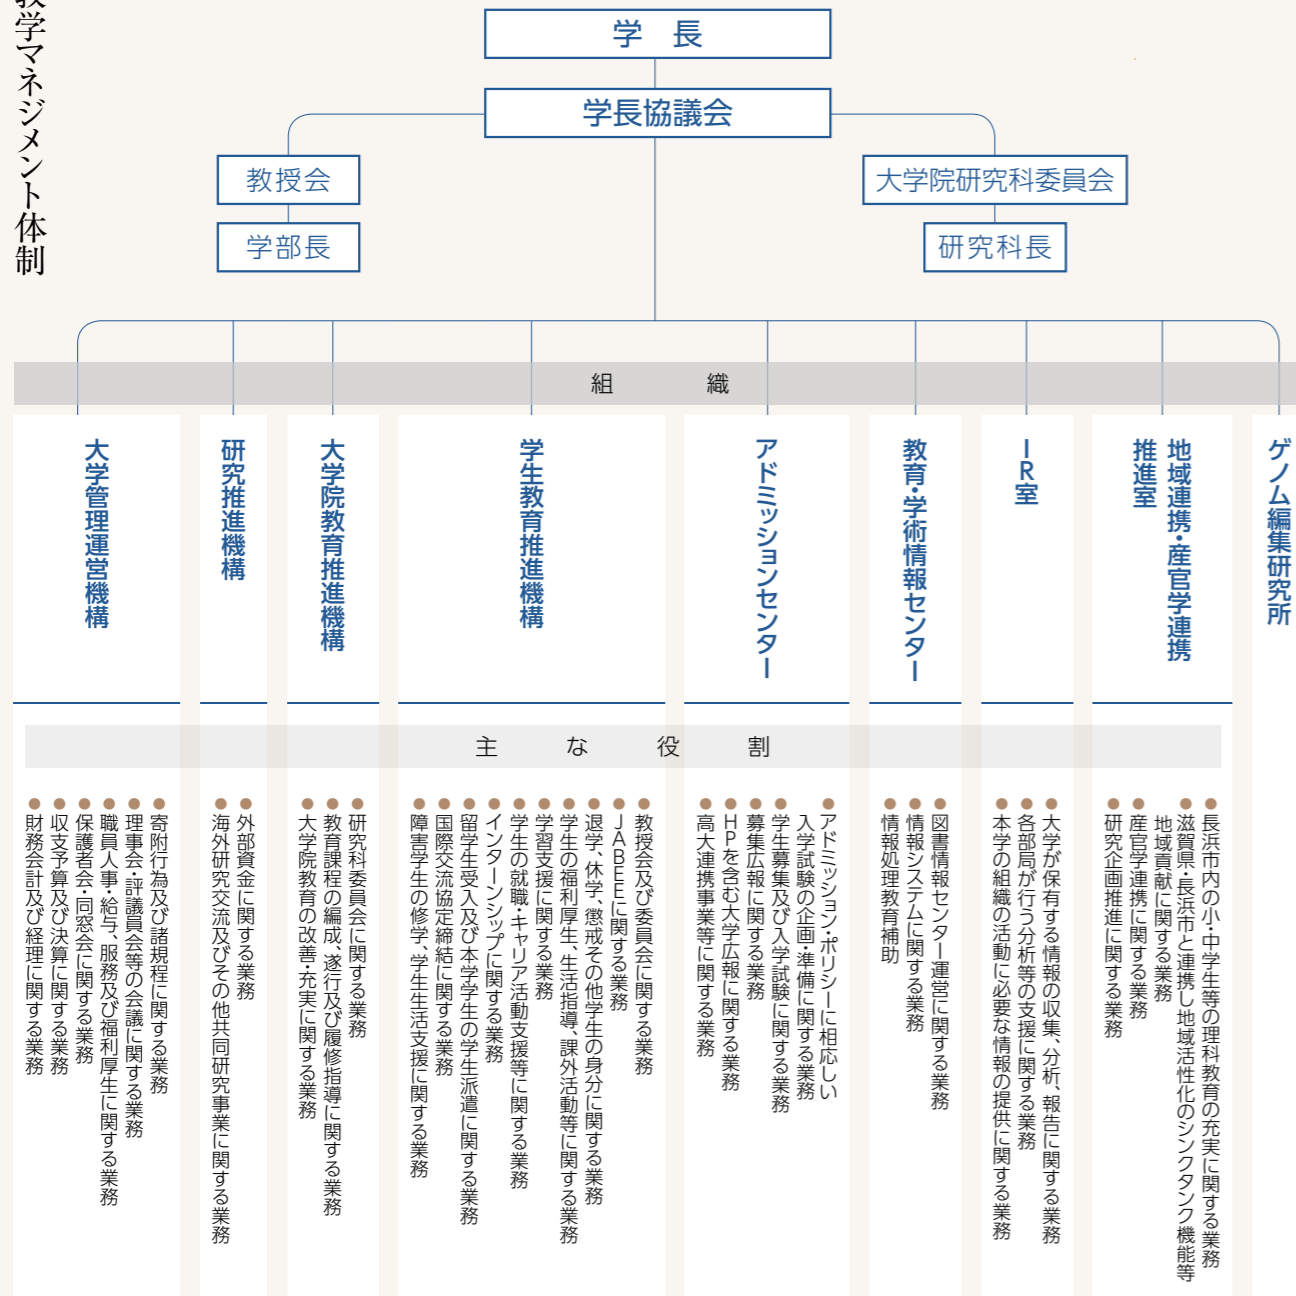 教学マネジメント体制
学 長
学長協議会
教授会
大学院研究科委員会
学部長
研究科長
組 織
大学管理運営機構
研究推進機構
大学院教育推進機構
学生教育推進機構
アドミッションセンター
教育・学術情報センター
IR室
地域連携・産官学連携
推進室
ゲノム編集研究所
主 な 役 割
●寄附行為及び諸規程に関する業務
●理事会・評議員会等の会議に関する業務
●職員人事・給与、服務及び福利厚生に関する業務
●保護者会・同窓会に関する業務
●収支予算及び決算に関する業務
●財務会計及び経理に関する業務
●外部資金に関する業務
●海外研究交流及びその他共同研究事業に関する業務
●研究科委員会に関する業務
●教育課程の編成、遂行及び履修指導に関する業務
●大学院教育の改善・充実に関する業務
●教授会及び委員会に関する業務
●JABEEに関する業務
●退学、休学、懲戒その他学生の身分に関する業務
●学生の福利厚生、生活指導、課外活動等に関する業務
●学習支援に関する業務
●学生の就職・キャリア活動支援等に関する業務
●インターンシップに関する業務
●留学生受入及び本学学生の学生派遣に関する業務
●国際交流協定締結に関する業務
●障害学生の修学、学生生活支援に関する業務
●アドミッション・ポリシーに相応しい
入学試験の企画・準備に関する業務
●学生募集及び入学試験に関する業務
●募集広報に関する業務
●HPを含む大学広報に関する業務
●高大連携事業等に関する業務
●図書情報センター運営に関する業務
●情報システムに関する業務
●情報処理教育補助
●大学が保有する情報の収集、分析、報告に関する業務
●各部局が行う分析等の支援に関する業務
●本学の組織の活動に必要な情報の提供に関する業務
●長浜市内の小・中学生等の理科教育の充実に関する業務
●滋賀県・長浜市と連携し地域活性化のシンクタンク機能等
地域貢献に関する業務
●産官学連携に関する業務
●研究企画推進に関する業務